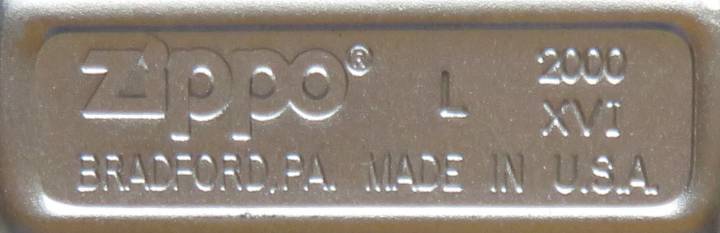 Zippo® L 2000
XVI
BRADFORD, PA. MADE IN U.S.A.